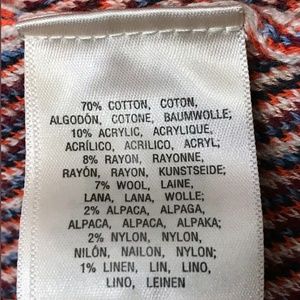 70% COTTON, COTON,
ALGODÓN, COTONE, BAUMWOLLE;
10% ACRYLIC, ACRYLIQUE,
ACRÍLICO, ACRILICO, ACRYL;
8% RAYON, RAYONNE,
RAYÓN, RAYON, KUNSTSEIDE;
7% WOOL, LAINE,
LANA, LANA, WOLLE;
2% ALPACA, ALPAGA,
ALPACA, ALPACA, ALPAKA;
2% NYLON, NYLON,
NILÓN, NAILON, NYLON;
1% LINEN, LIN, LINO,
LINO, LEINEN